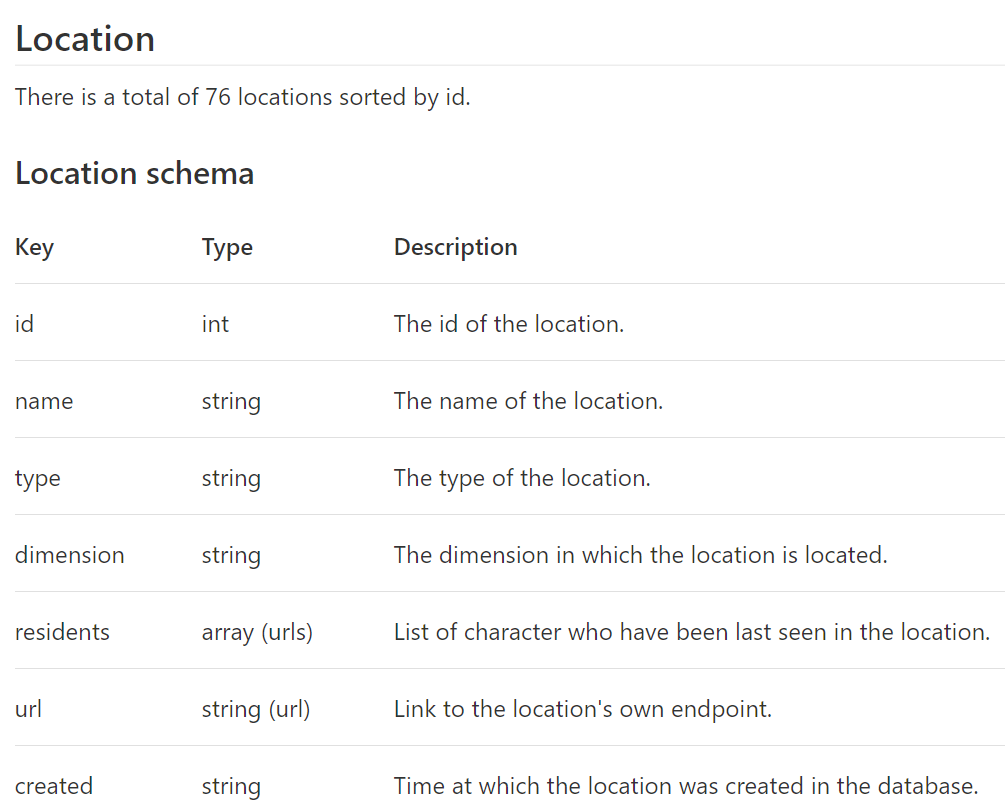 Location
There is a total of 76 locations sorted by id.
Location schema
Key Type Description
id int The id of the location.
name string The name of the location.
type string The type of the location.
dimension string The dimension in which the location is located.
residents array (urls) List of character who have been last seen in the location.
url string (url) Link to the location's own endpoint.
created string Time at which the location was created in the database.